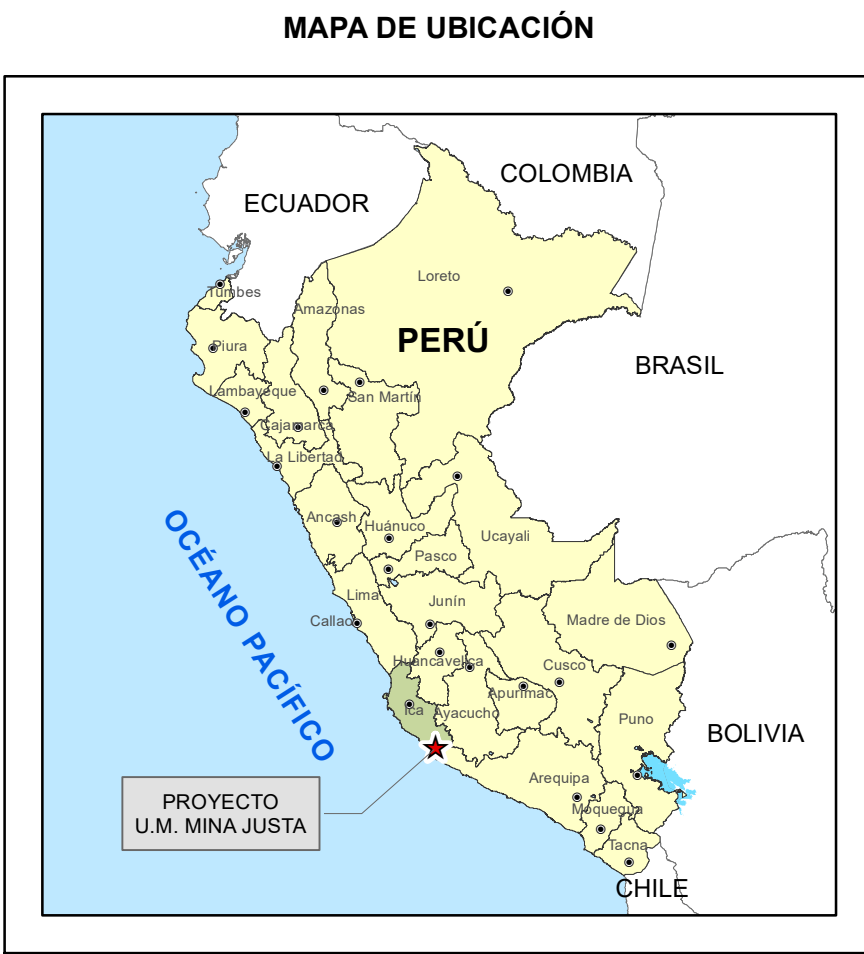 MAPA DE UBICACIÓN
COLOMBIA
ECUADOR
Loreto
Tumbes
Amazonas
PERÚ
Piura
BRASIL
Lambayeque
San Martín
Cajamarca
La Libertad
Ancash
Huánuco
Ucayali
Pasco
OCÉANO PACÍFICO
Lima
Junín
Callao
Madre de Dios
Huancavelica
Cusco
Apurímac
Ica
Ayacucho
Puno
BOLIVIA
Arequipa
PROYECTO
U.M. MINA JUSTA
Moquegua
Tacna
CHILE